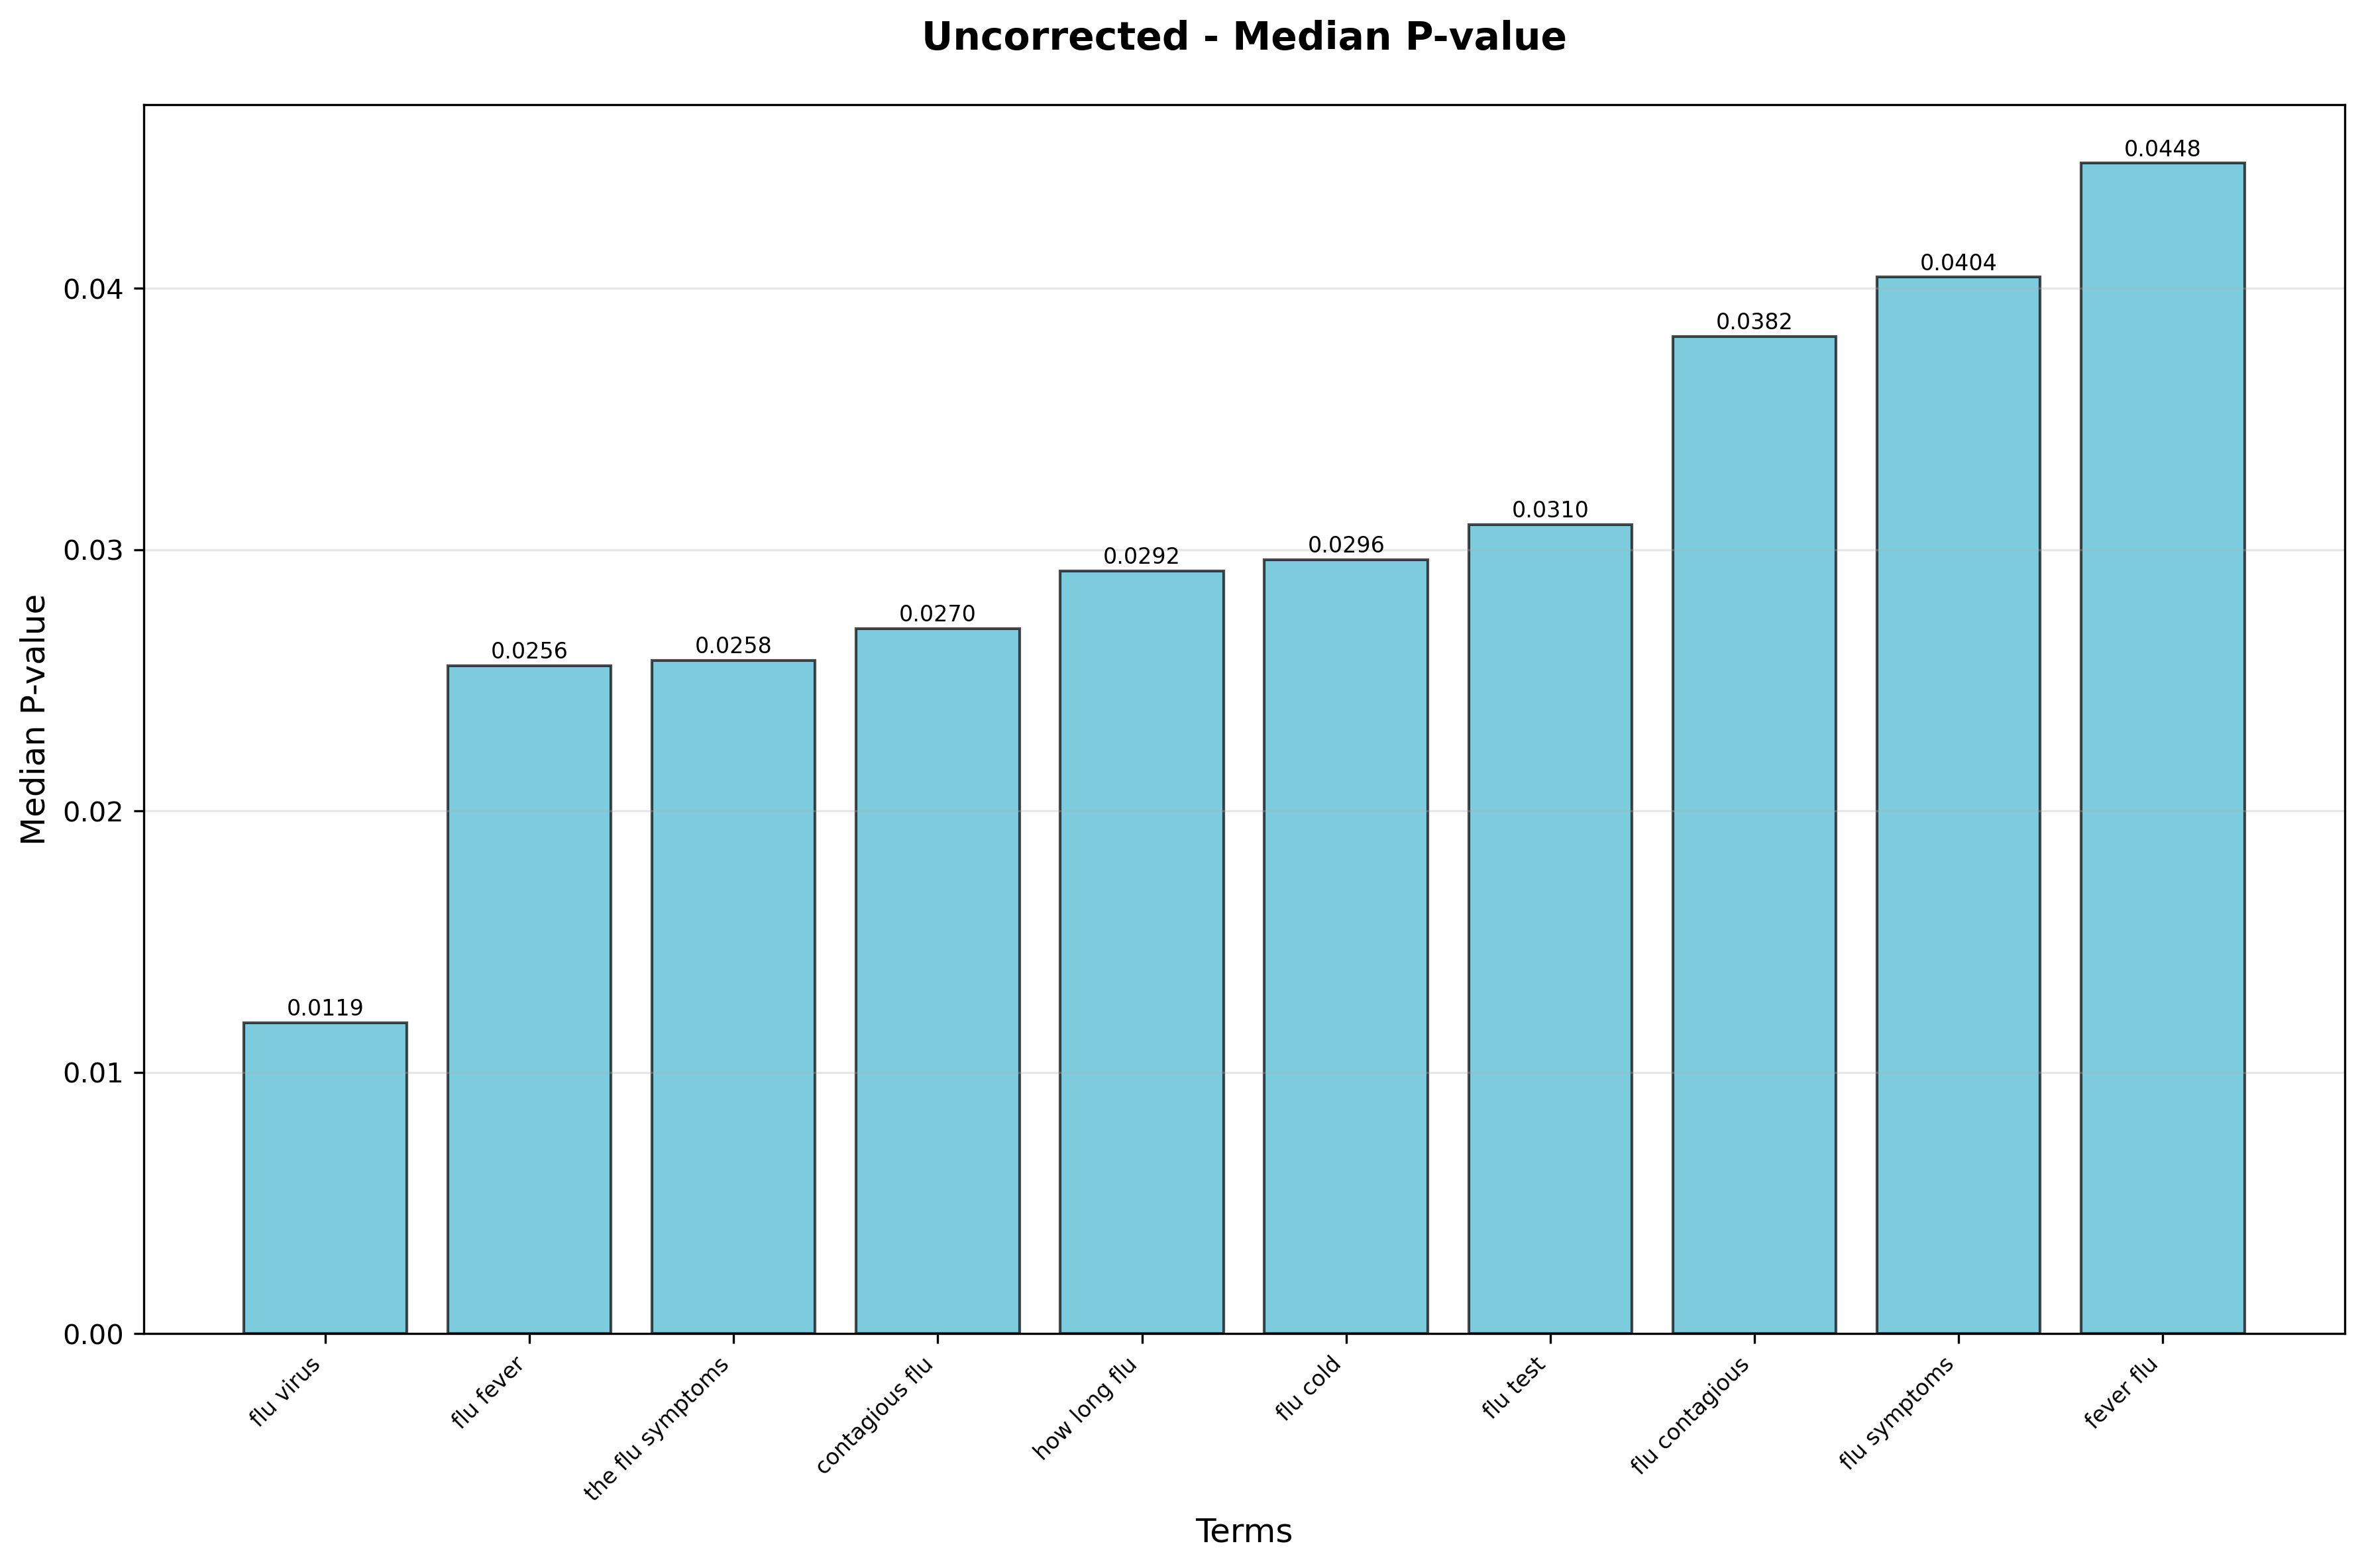 Uncorrected - Median P-value
Median P-value
0.04
0.03
0.02
0.01
0.00
0.0119
0.0256
0.0258
0.0270
0.0292
0.0296
0.0310
0.0382
0.0404
0.0448
flu virus
flu fever
the flu symptoms
contagious flu
how long flu
flu cold
flu test
flu contagious
flu symptoms
fever flu
Terms